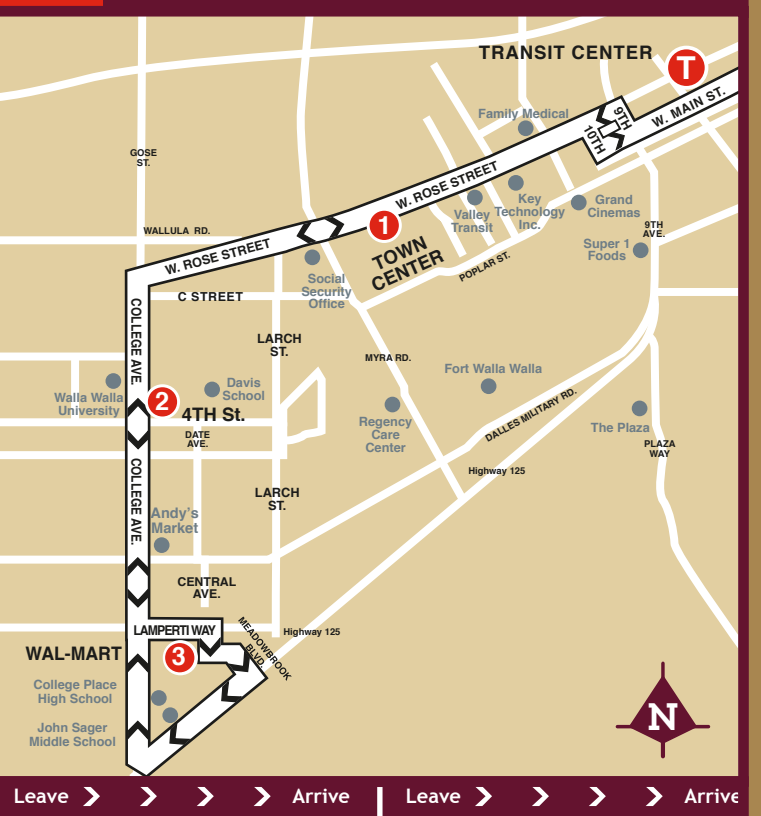 TRANSIT CENTER
T
W. MAIN ST.
9TH
10TH
Family Medical
GOSE
ST.
W. ROSE STREET
Key
Technology
Inc.
Valley
Transit
Grand
Cinemas
1
WALLULA RD.
9TH
AVE.
Super 1
Foods
W. ROSE STREET
TOWN
CENTER
POPLAR ST.
Social
Security
Office
C STREET
COLLEGE AVE.
LARCH
ST.
MYRA RD.
Fort Walla Walla
Walla Walla
University
2
Davis
School
4TH St.
DATE
AVE.
Regency
Care
Center
DALLES MILITARY RD.
The Plaza
PLAZA
WAY
Highway 125
COLLEGE AVE.
LARCH
ST.
Andy's
Market
CENTRAL
AVE.
LAMPERTI WAY
MEADOWBROOK
BLVD.
Highway 125
WAL-MART
3
College Place
High School
John Sager
Middle School
N
Leave Arrive Leave Arrive